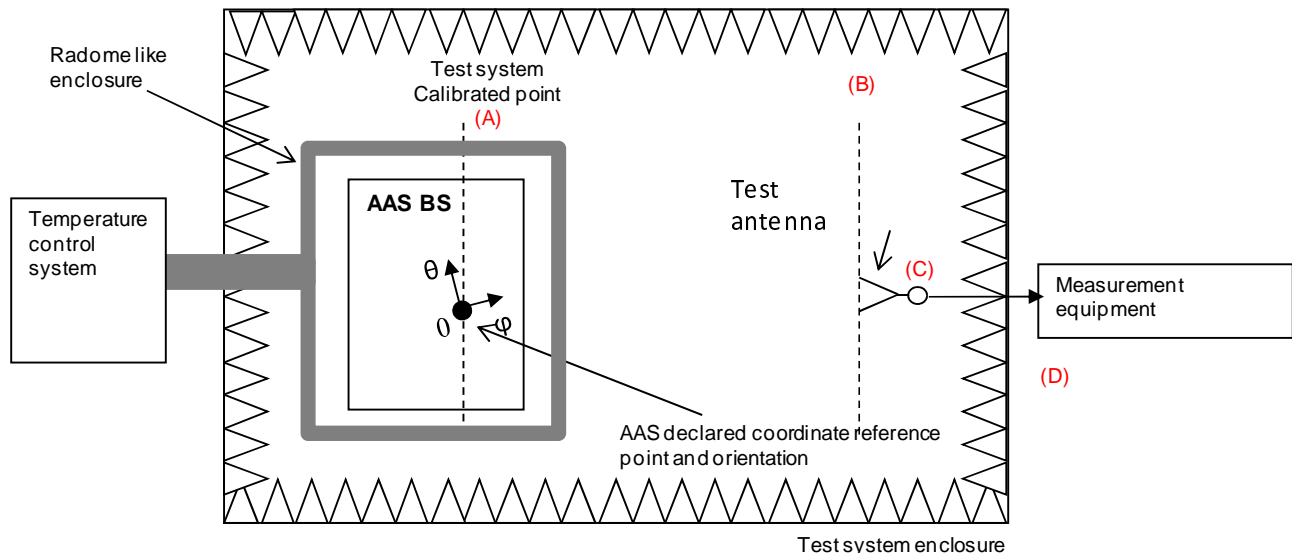 Radome like
enclosure
Test system
Calibrated point
(A)
(B)
AAS BS
Test
antenna
Temperature
control
system
θ
(C)
0
φ
Measurement
equipment
(D)
AAS declared coordinate reference
point and orientation
Test system enclosure